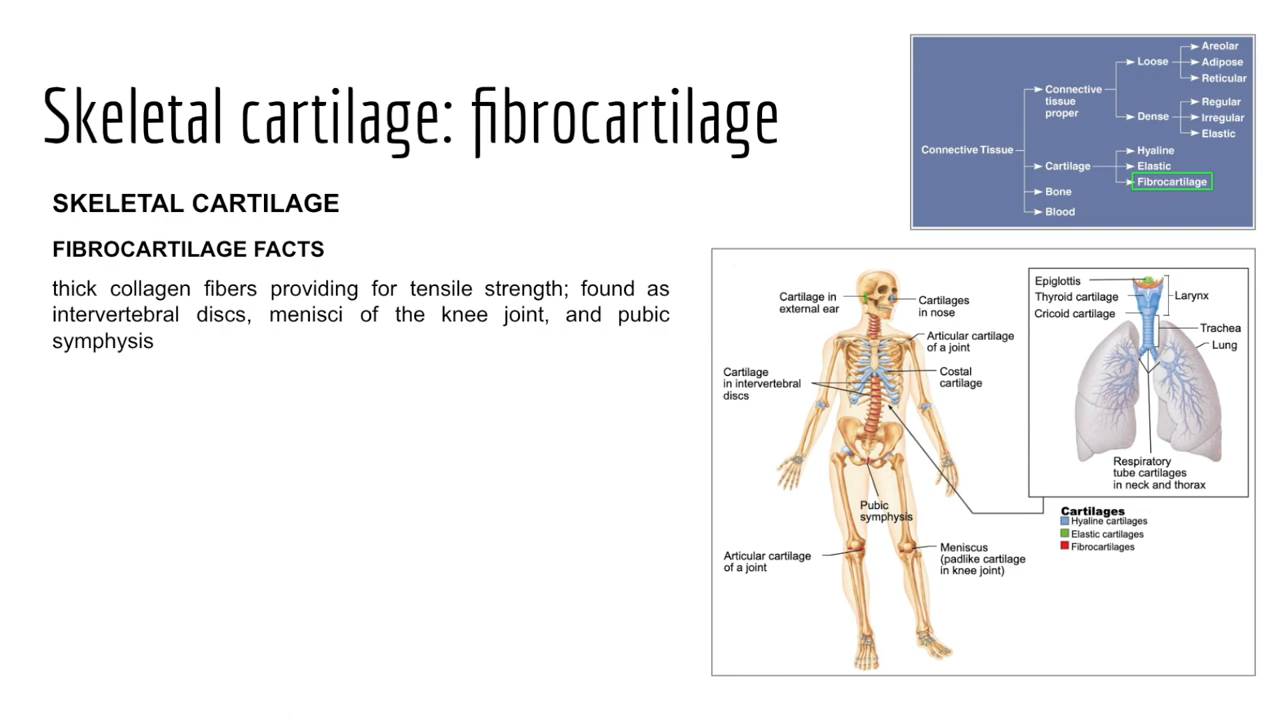 Skeletal cartilage: fibrocartilage
SKELETAL CARTILAGE
FIBROCARTILAGE FACTS
thick collagen fibers providing for tensile strength; found as
intervertebral discs, menisci of the knee joint, and pubic
symphysis
Connective Tissue
Connective
tissue
proper
Loose
Areolar
Adipose
Reticular
Dense
Regular
Irregular
Elastic
Cartilage
Hyaline
Elastic
Fibrocartilage
Bone
Blood
Cartilage in
external ear
Cartilages
in nose
Articular cartilage
of a joint
Costal
cartilage
Cartilage
in intervertebral
discs
Pubic
symphysis
Articular cartilage
of a joint
Meniscus
(padlike cartilage
in knee joint)
Epiglottis
Thyroid cartilage
Cricoid cartilage
Larynx
Trachea
Lung
Respiratory
tube cartilages
in neck and thorax
Cartilages
Hyaline cartilages
Elastic cartilages
Fibrocartilages